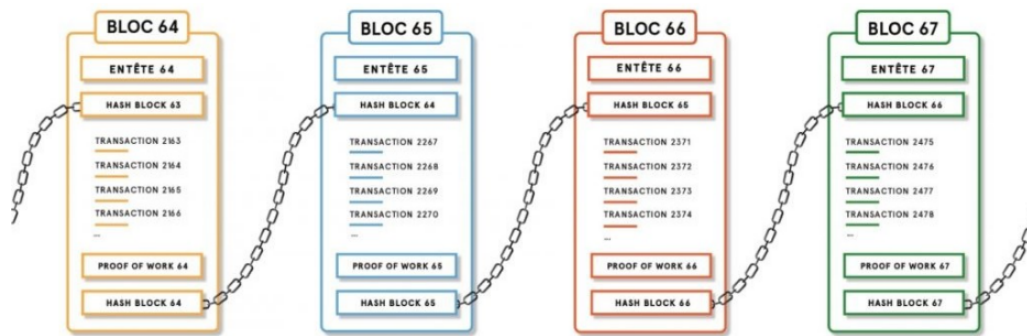 BLOC 64
ENTÊTE 64
HASH BLOCK 63
TRANSACTION 2163
TRANSACTION 2164
TRANSACTION 2165
TRANSACTION 2166
...
PROOF OF WORK 64
HASH BLOCK 64
BLOC 65
ENTÊTE 65
HASH BLOCK 64
TRANSACTION 2267
TRANSACTION 2268
TRANSACTION 2269
TRANSACTION 2270
...
PROOF OF WORK 65
HASH BLOCK 65
BLOC 66
ENTÊTE 66
HASH BLOCK 65
TRANSACTION 2371
TRANSACTION 2372
TRANSACTION 2373
TRANSACTION 2374
...
PROOF OF WORK 66
HASH BLOCK 66
BLOC 67
ENTÊTE 67
HASH BLOCK 66
TRANSACTION 2475
TRANSACTION 2476
TRANSACTION 2477
TRANSACTION 2478
...
PROOF OF WORK 67
HASH BLOCK 67